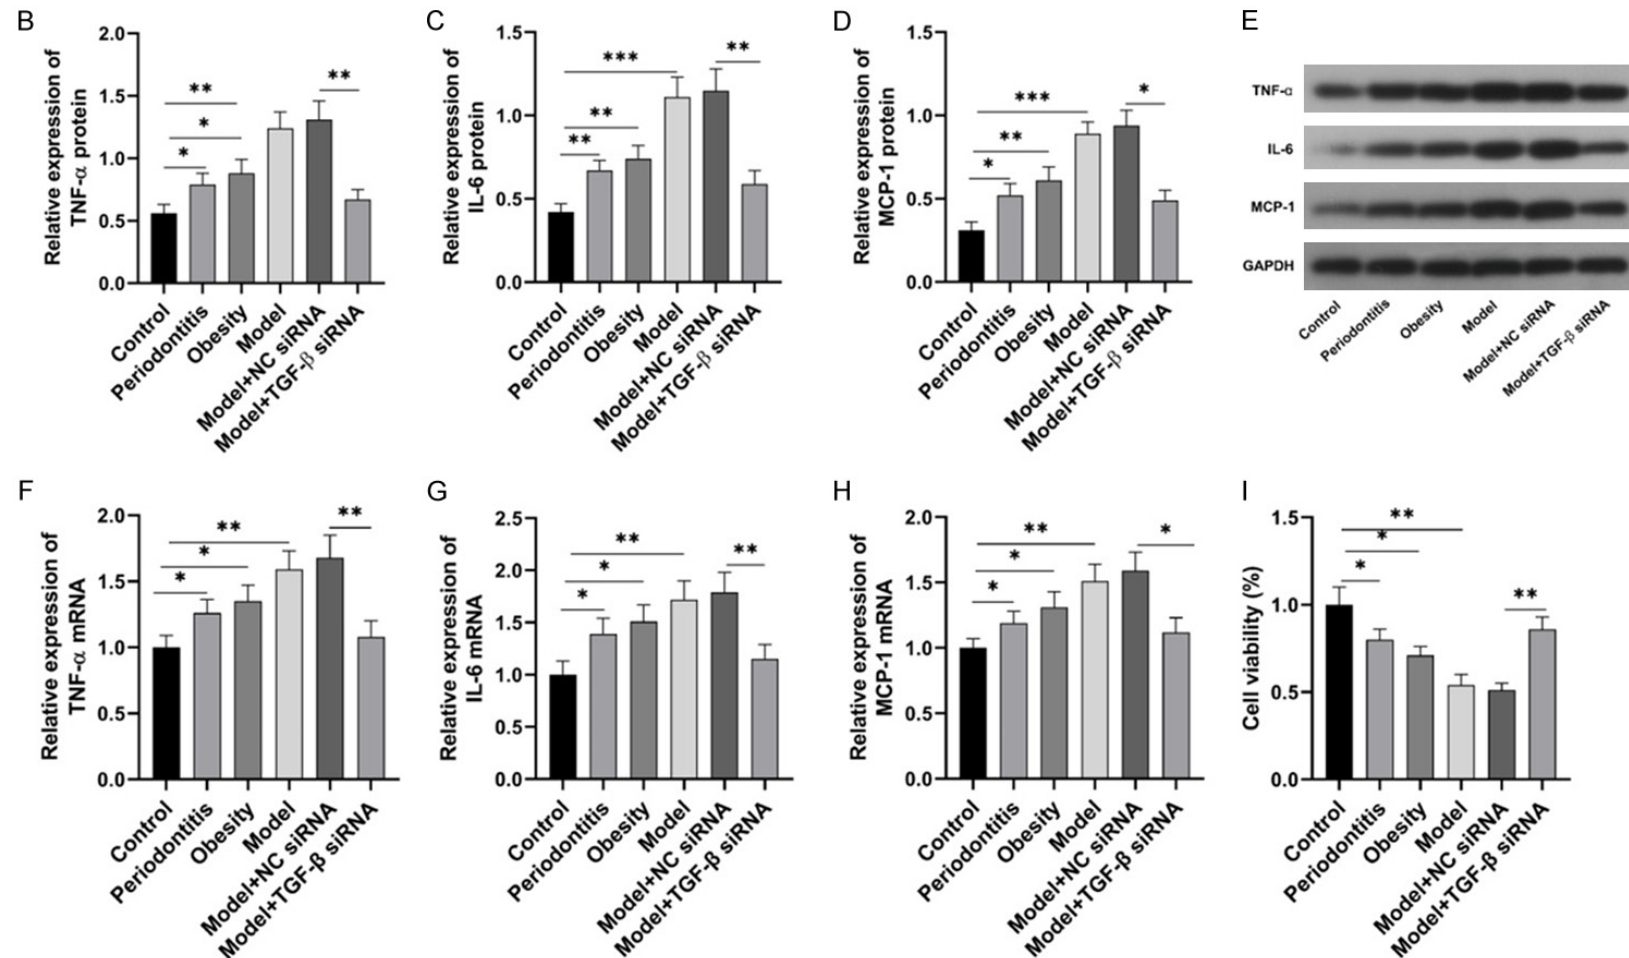 B
Relative expression of
TNF-α protein
2.0
1.5
1.0
0.5
0.0
**
**
*
*
Control
Periodontitis
Obesity
Model
Model+NC siRNA
Model+TGF-β siRNA
C
Relative expression of
IL-6 protein
1.5
1.0
0.5
0.0
**
***
**
**
Control
Periodontitis
Obesity
Model
Model+NC siRNA
Model+TGF-β siRNA
D
Relative expression of
MCP-1 protein
1.5
1.0
0.5
0.0
*
***
**
*
Control
Periodontitis
Obesity
Model
Model+NC siRNA
Model+TGF-β siRNA
E
TNF-α
IL-6
MCP-1
GAPDH
Control
Periodontitis
Obesity
Model
Model+NC siRNA
Model+TGF-β siRNA
F
Relative expression of
TNF-α mRNA
2.0
1.5
1.0
0.5
0.0
**
**
*
*
Control
Periodontitis
Obesity
Model
Model+NC siRNA
Model+TGF-β siRNA
G
Relative expression of
IL-6 mRNA
2.5
2.0
1.5
1.0
0.5
0.0
**
**
*
*
Control
Periodontitis
Obesity
Model
Model+NC siRNA
Model+TGF-β siRNA
H
Relative expression of
MCP-1 mRNA
2.0
1.5
1.0
0.5
0.0
**
*
*
*
Control
Periodontitis
Obesity
Model
Model+NC siRNA
Model+TGF-β siRNA
I
Cell viability (%)
1.5
1.0
0.5
0.0
**
*
*
**
Control
Periodontitis
Obesity
Model
Model+NC siRNA
Model+TGF-β siRNA